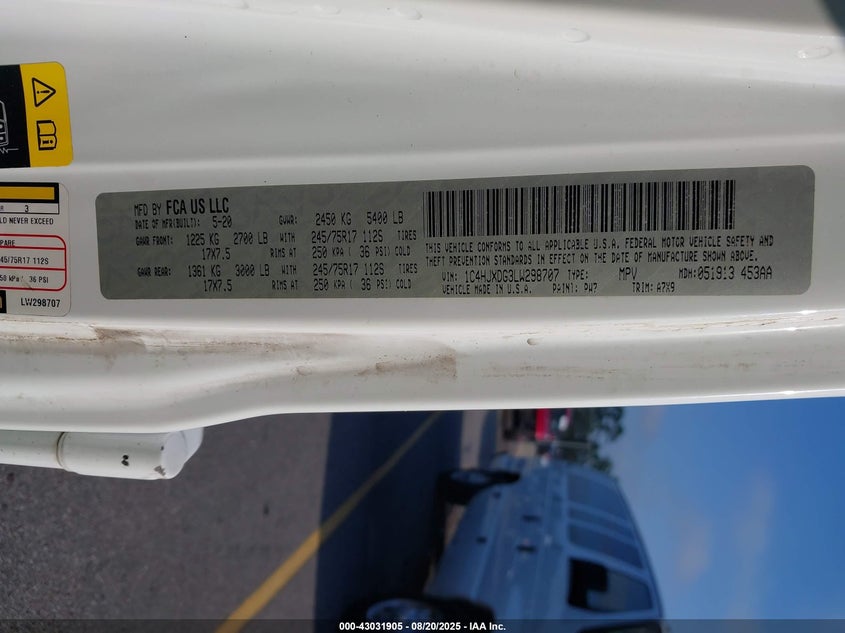 MFD BY FCA US LLC
DATE OF MFR(BUILT): 5-20 GVWR: 2450 KG 5400 LB
GAWR FRONT: 1225 KG 2700 LB WITH 245/75R17 112S TIRES
17X7.5 RIMS AT 250 KPA ( 36 PSI) COLD
GAWR REAR: 1361 KG 3000 LB WITH 245/75R17 112S TIRES
17X7.5 RIMS AT 250 KPA ( 36 PSI) COLD
THIS VEHICLE CONFORMS TO ALL APPLICABLE U.S.A. FEDERAL MOTOR VEHICLE SAFETY AND
THEFT PREVENTION STANDARDS IN EFFECT ON THE DATE OF MANUFACTURE SHOWN ABOVE.
VIN: 1C4HJXDG3LW298707 TYPE: MPV MDH: 051913 453AA
VEHICLE MADE IN U.S.A. PAINT: PW7 TRIM: A7X9
R 3
LD NEVER EXCEED
PARE
245/75R17 112S
50 kPa / 36 PSI
LW298707
000-43031905 - 08/20/2025 - IAA Inc.